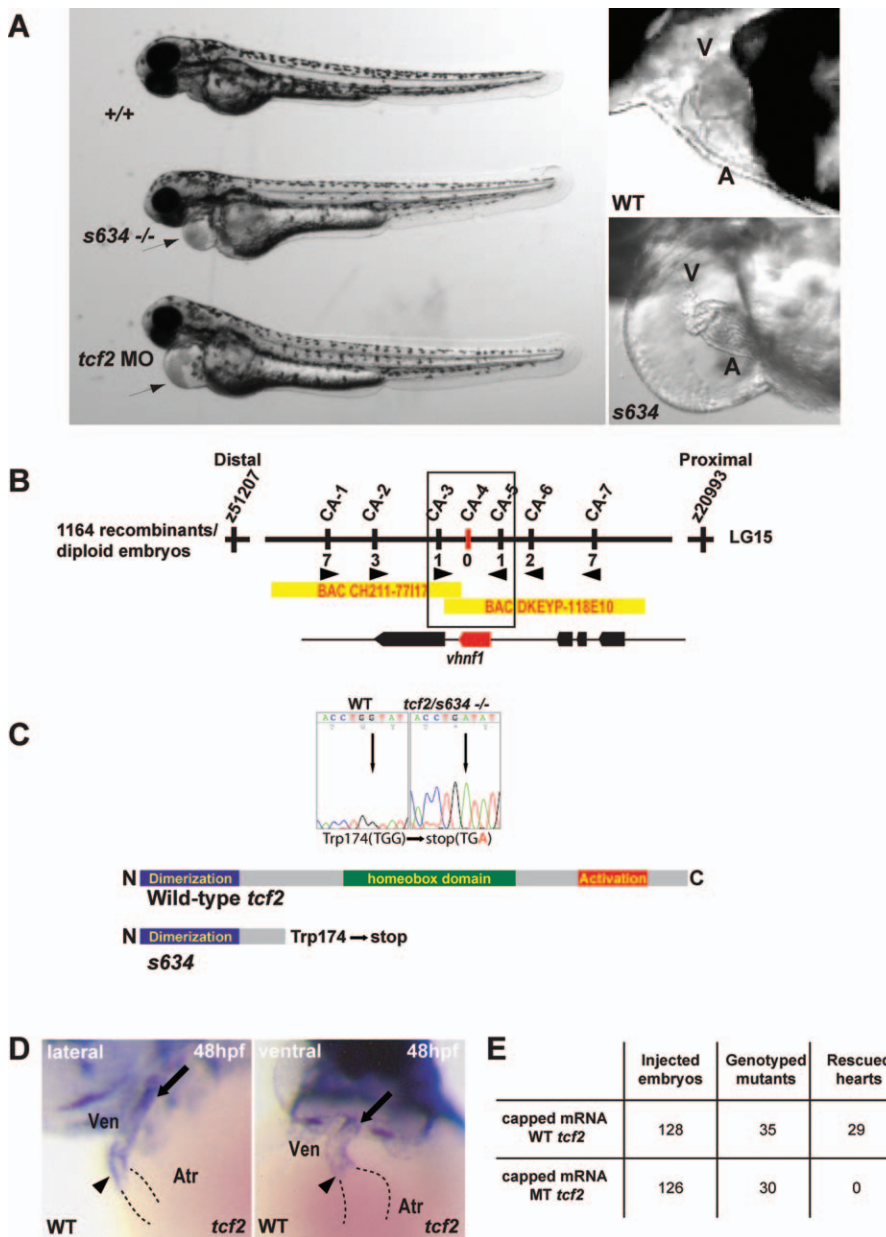 A
+/+
s634 -/-
tcf2 MO
V
A
WT
V
A
s634
B
Distal
Proximal
z51207
CA-1
CA-2
CA-3
CA-4
CA-5
CA-6
CA-7
z20993
1164 recombinants/
diploid embryos
LG15
7 3 1 0 1 2 7
BAC CH211-77I17
BAC DKEYP-118E10
vhnf1
C
WT
tcf2/s634 -/-
A C C T G G T A T
A C C T G A T A T
Trp174(TGG)➞stop(TGA)
N Dimerization homeobox domain Activation C
Wild-type tcf2
N Dimerization Trp174➞stop
s634
D
lateral 48hpf
Ven
Atr
WT tcf2
ventral 48hpf
Ven
Atr
WT tcf2
E
Injected embryos
Genotyped mutants
Rescued hearts
capped mRNA WT tcf2 128 35 29
capped mRNA MT tcf2 126 30 0